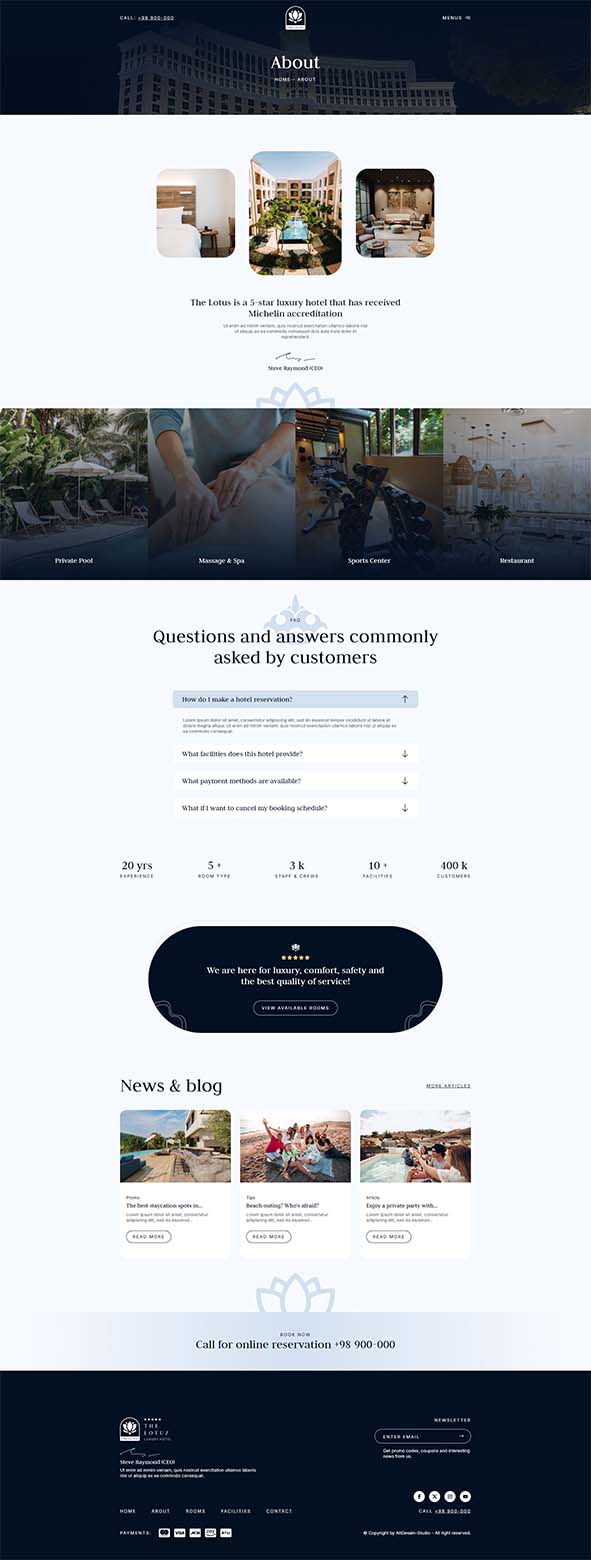 CALL: +98 900-000
MENUS
About
HOME — ABOUT
The Lotus is a 5-star luxury hotel that has received
Michelin accreditation
Ut enim ad minim veniam, quis nostrud exercitation ullamco laboris nisi
ut aliquip ex ea commodo consequat duis aute irure dolor in
reprehenderit.
Steve Raymond (CEO)
Private Pool
Massage & Spa
Sports Center
Restaurant
FAQ
Questions and answers commonly
asked by customers
How do I make a hotel reservation?
Lorem ipsum dolor sit amet, consectetur adipiscing elit, sed do eiusmod tempor incididunt ut labore et
dolore magna aliqua. Ut enim ad minim veniam, quis nostrud exercitation ullamco laboris nisi ut aliquip ex
ea commodo consequat.
What facilities does this hotel provide?
What payment methods are available?
What if I want to cancel my booking schedule?
20 yrs
EXPERIENCE
5 +
ROOM TYPE
3 k
STAFF & CREWS
10 +
FACILITIES
400 k
CUSTOMERS
We are here for luxury, comfort, safety and
the best quality of service!
VIEW AVAILABLE ROOMS
News & blog
MORE ARTICLES
Promo
The best staycation spots in...
Lorem ipsum dolor sit amet, consectetur
adipiscing elit, sed do eiusmod...
READ MORE
Tips
Beach outing? Who's afraid?
Lorem ipsum dolor sit amet, consectetur
adipiscing elit, sed do eiusmod...
READ MORE
Article
Enjoy a private party with...
Lorem ipsum dolor sit amet, consectetur
adipiscing elit, sed do eiusmod...
READ MORE
BOOK NOW
Call for online reservation +98 900-000
THE
LOTUZ
LUXURY HOTEL
Steve Raymond (CEO)
Ut enim ad minim veniam, quis nostrud exercitation ullamco laboris
nisi ut aliquip ex ea commodo consequat.
NEWSLETTER
ENTER EMAIL
Get promo codes, coupons and interesting
news from us.
HOME ABOUT ROOMS FACILITIES CONTACT
CALL +98 900-000
PAYMENTS:
VISA
© Copyright by AltDesain-Studio - All right reserved.